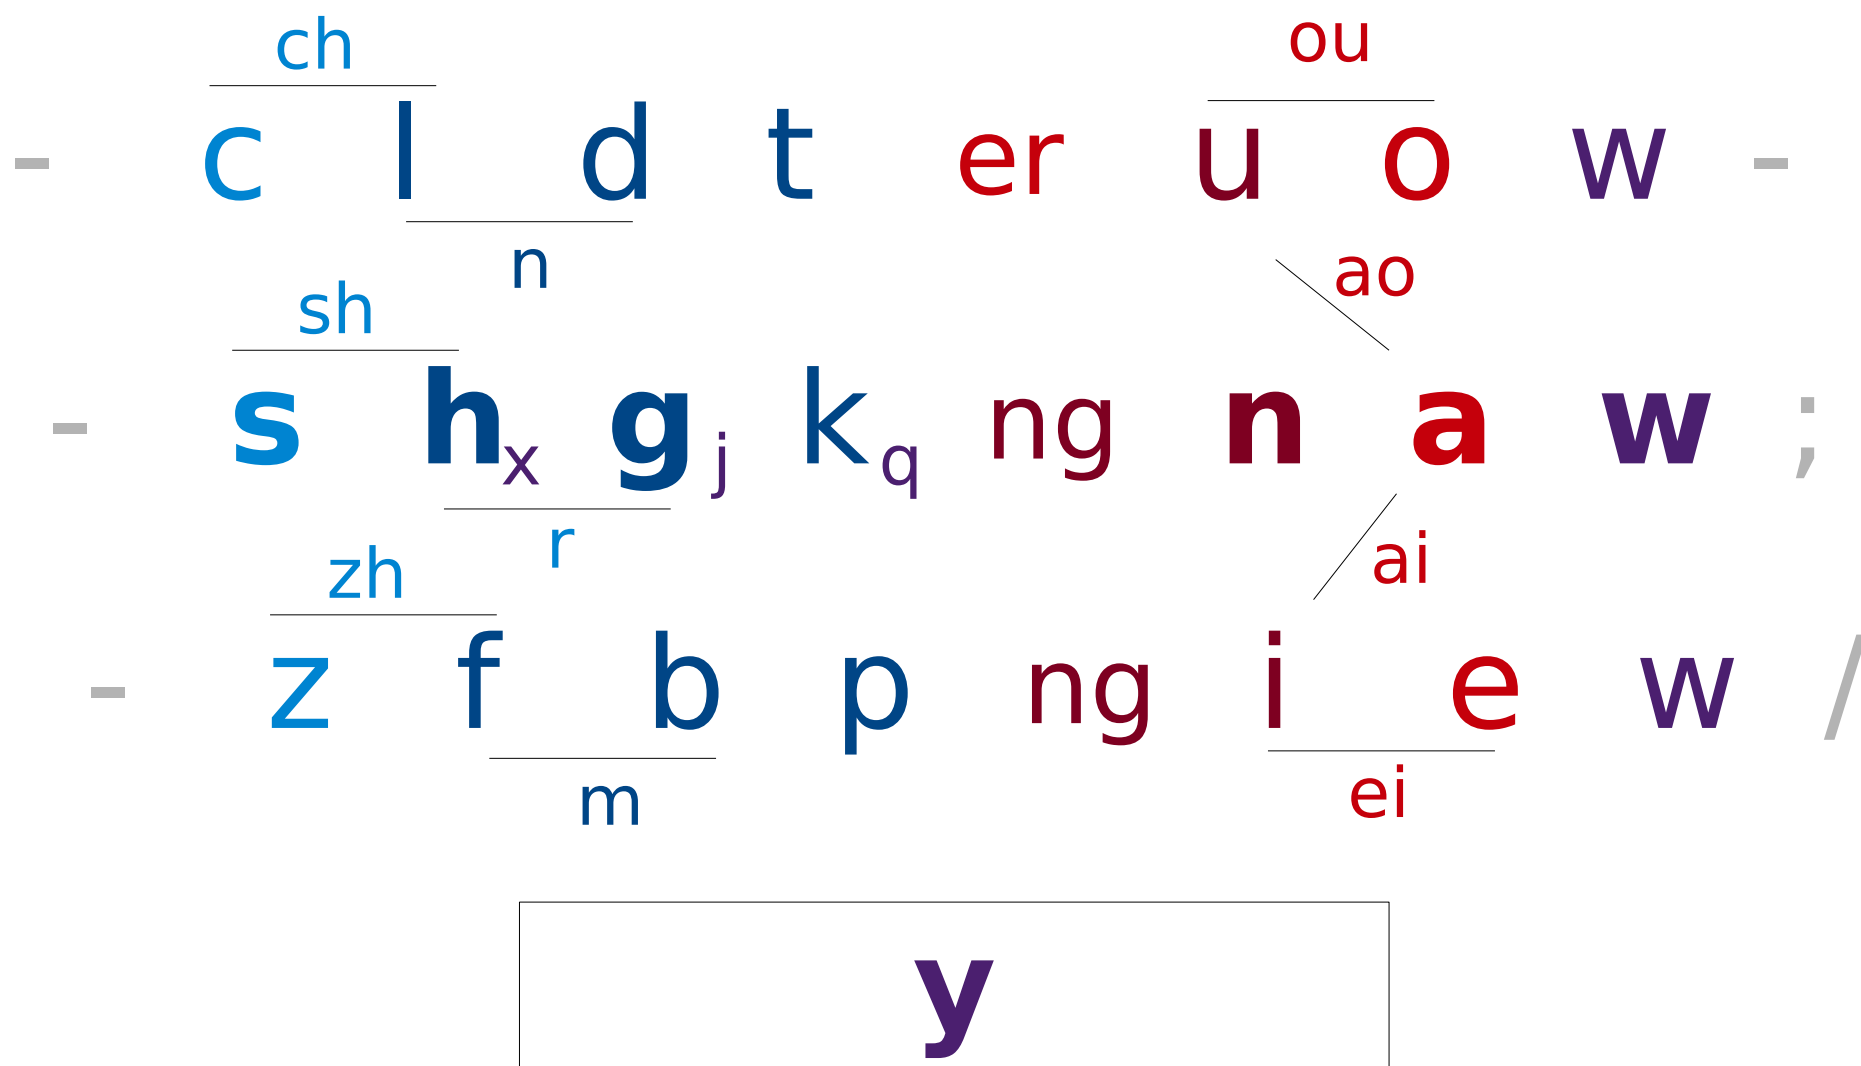 ch ou
- c l d t er u o w -
n ao
sh
- s h x g j k q ng n a w ;
r ai
zh
- z f b p ng i e w /
m ei
y